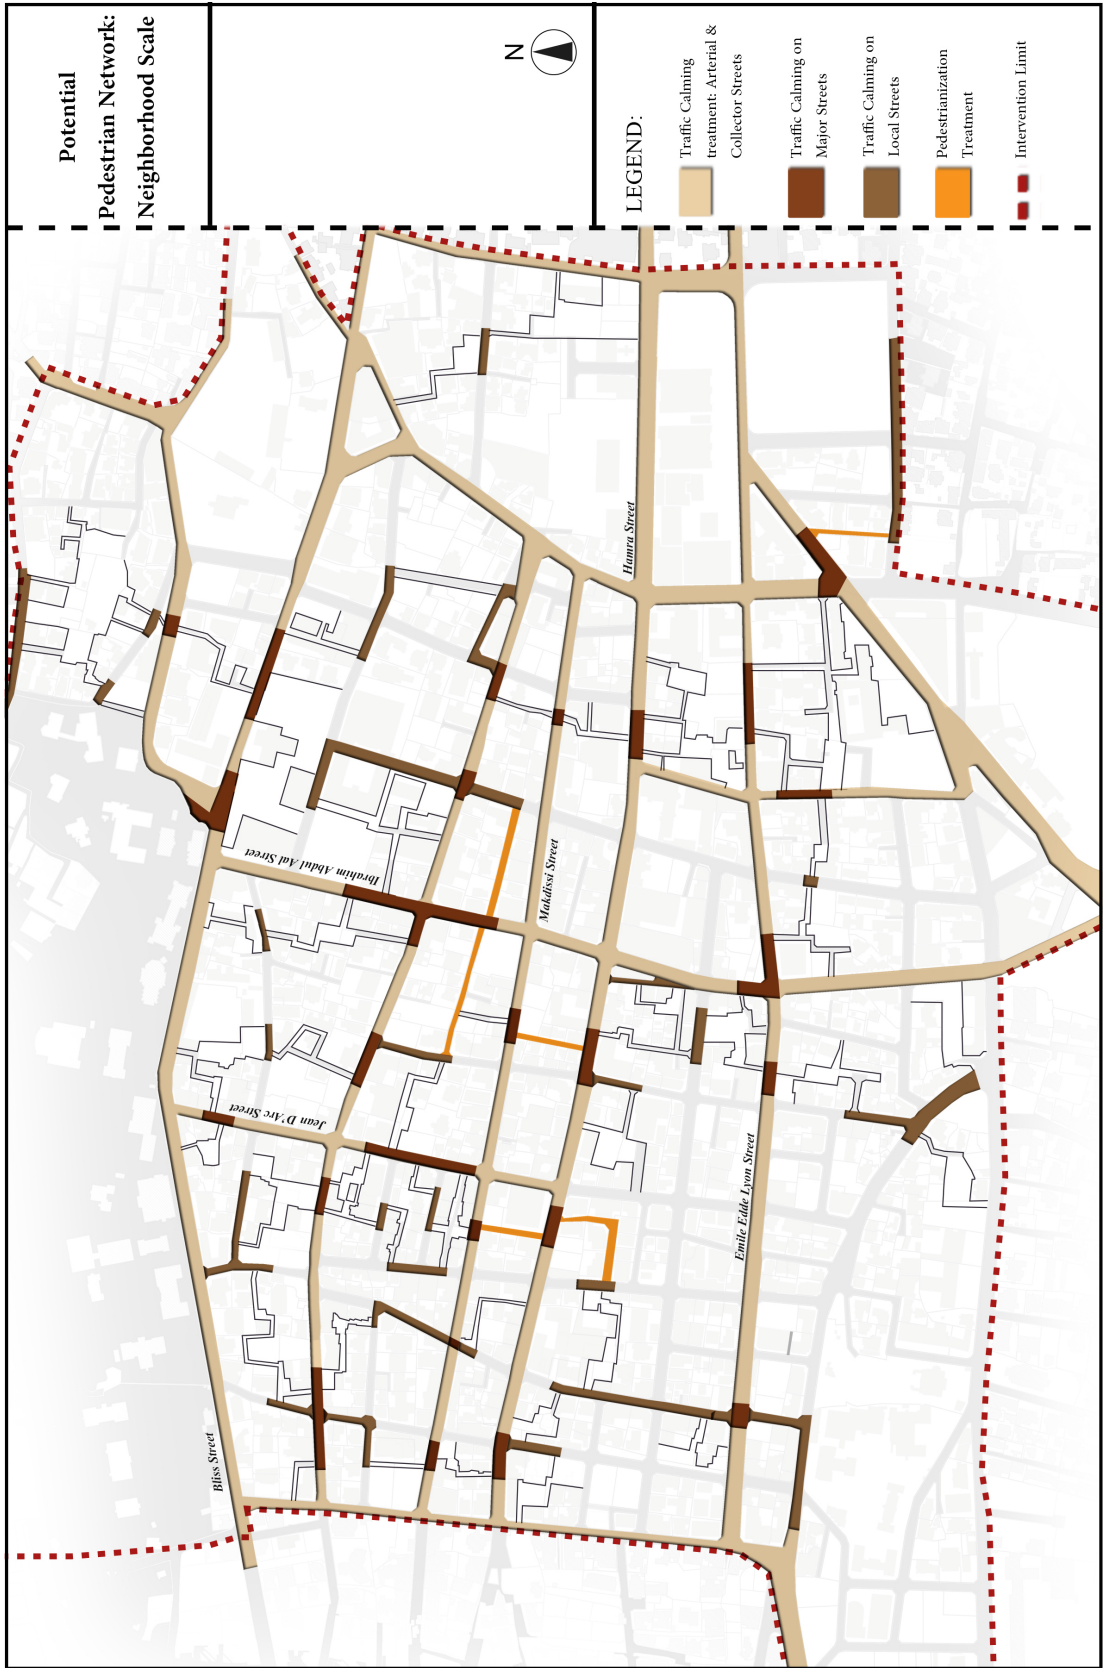 Potential
Pedestrian Network:
Neighborhood Scale
N
LEGEND:
Traffic Calming
treatment: Arterial &
Collector Streets
Traffic Calming on
Major Streets
Traffic Calming on
Local Streets
Pedestrianization
Treatment
Intervention Limit
Hamra Street
Makdissi Street
Ibrahim Abdul Aal Street
Jean D'Arc Street
Emile Edde Lyon Street
Bliss Street